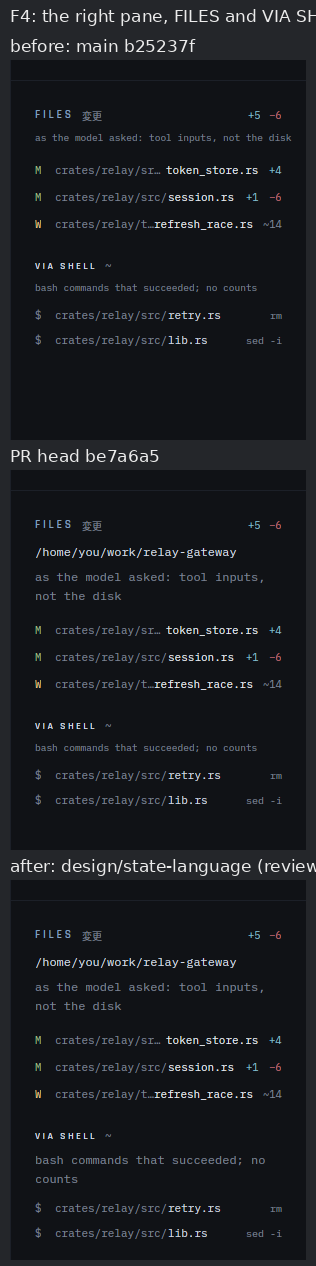 F4: the right pane, FILES and VIA SH
before: main b25237f
FILES 変更 +5 −6
as the model asked: tool inputs, not the disk
M crates/relay/sr… token_store.rs +4
M crates/relay/src/session.rs +1 −6
W crates/relay/t…refresh_race.rs ~14
VIA SHELL ~
bash commands that succeeded; no counts
$ crates/relay/src/retry.rs rm
$ crates/relay/src/lib.rs sed -i
PR head be7a6a5
FILES 変更 +5 −6
/home/you/work/relay-gateway
as the model asked: tool inputs,
not the disk
M crates/relay/sr… token_store.rs +4
M crates/relay/src/session.rs +1 −6
W crates/relay/t…refresh_race.rs ~14
VIA SHELL ~
bash commands that succeeded; no counts
$ crates/relay/src/retry.rs rm
$ crates/relay/src/lib.rs sed -i
after: design/state-language (review
FILES 変更 +5 −6
/home/you/work/relay-gateway
as the model asked: tool inputs,
not the disk
M crates/relay/sr… token_store.rs +4
M crates/relay/src/session.rs +1 −6
W crates/relay/t…refresh_race.rs ~14
VIA SHELL ~
bash commands that succeeded; no
counts
$ crates/relay/src/retry.rs rm
$ crates/relay/src/lib.rs sed -i